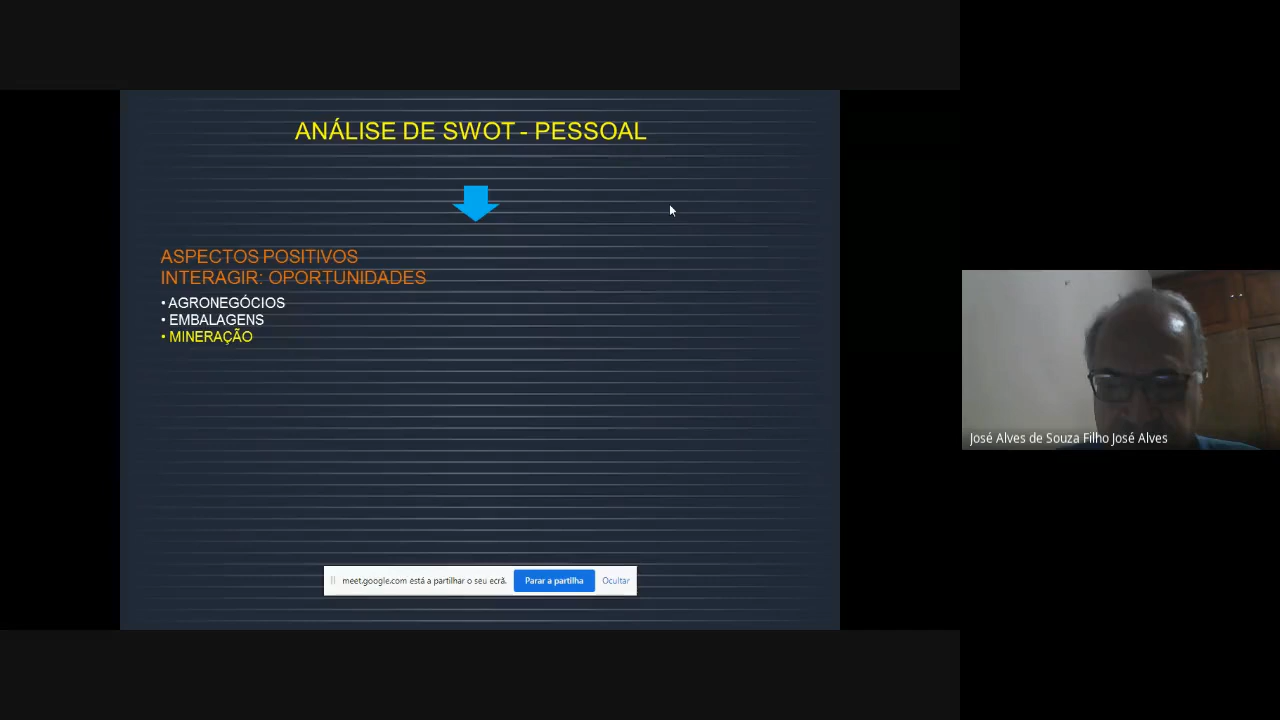 ANÁLISE DE SWOT - PESSOAL
ASPECTOS POSITIVOS
INTERAGIR: OPORTUNIDADES
• AGRONEGÓCIOS
• EMBALAGENS
• MINERAÇÃO
meet.google.com está a partilhar o seu ecrã. Parar a partilha Ocultar
José Alves de Souza Filho José Alves